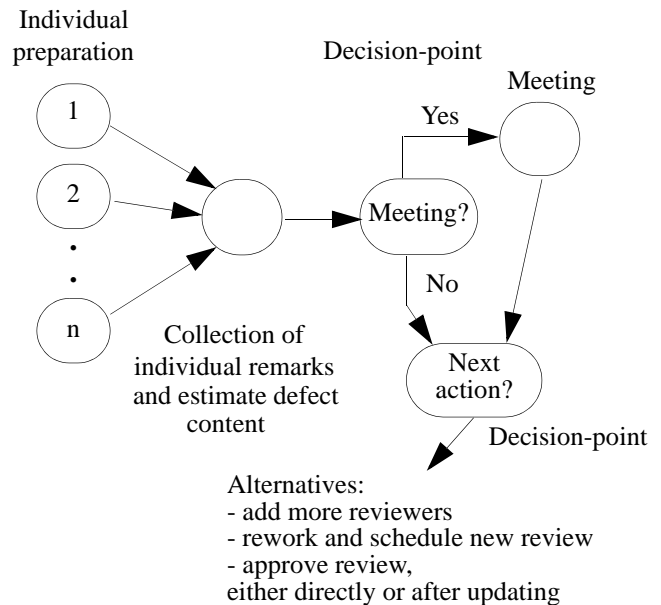 Individual
preparation
Decision-point
Meeting
1
Yes
2
Meeting?
.
.
No
n
Collection of
individual remarks
and estimate defect
content
Next
action?
Decision-point
Alternatives:
- add more reviewers
- rework and schedule new review
- approve review,
either directly or after updating